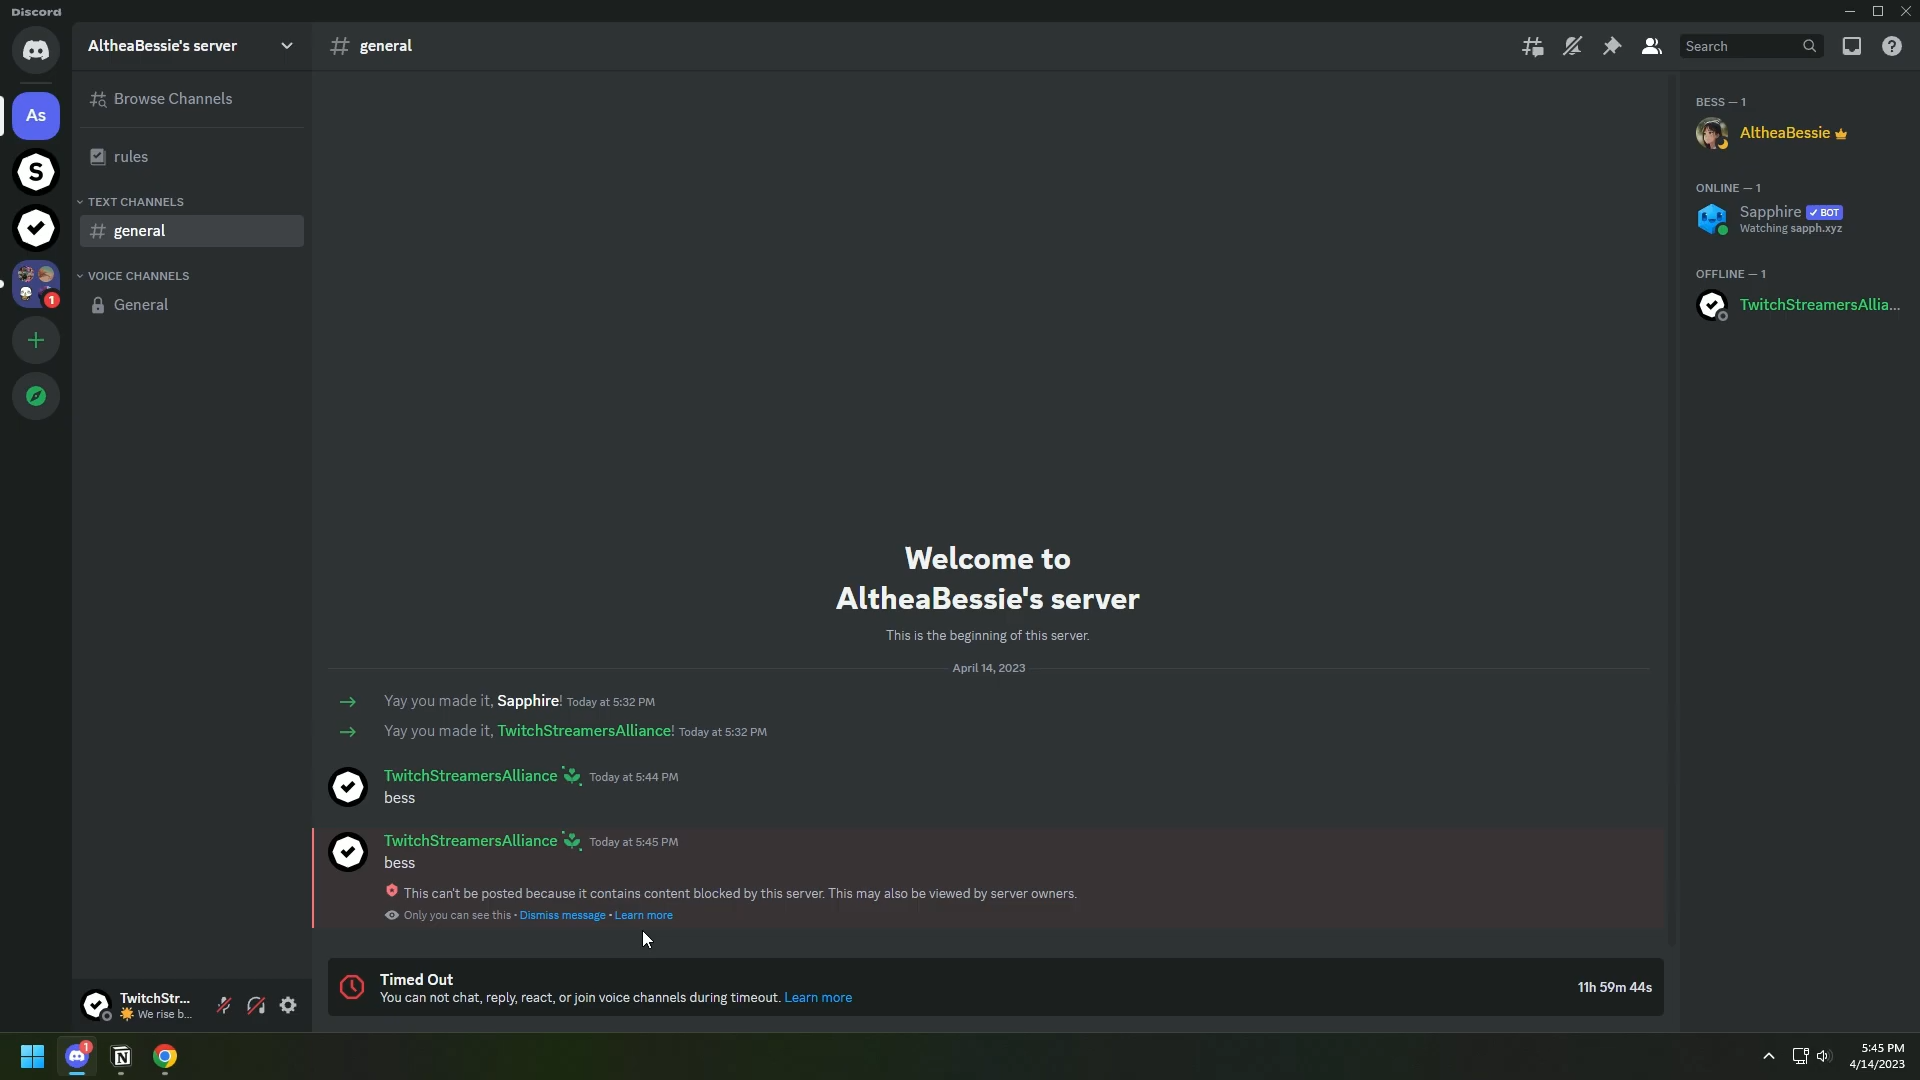 Discord
AltheaBessie's server
general
Search
Browse Channels
As
rules
S
TEXT CHANNELS
general
VOICE CHANNELS
1
General
BESS — 1
AltheaBessie
ONLINE — 1
Sapphire BOT
Watching sapph.xyz
OFFLINE — 1
TwitchStreamersAllia...
Welcome to
AltheaBessie's server
This is the beginning of this server.
April 14, 2023
Yay you made it, Sapphire! Today at 5:32 PM
Yay you made it, TwitchStreamersAlliance! Today at 5:32 PM
TwitchStreamersAlliance Today at 5:44 PM
bess
TwitchStreamersAlliance Today at 5:45 PM
bess
This can't be posted because it contains content blocked by this server. This may also be viewed by server owners.
Only you can see this • Dismiss message • Learn more
Timed Out
You can not chat, reply, react, or join voice channels during timeout. Learn more
11h 59m 44s
TwitchStr...
We rise b...
1
N
5:45 PM
4/14/2023